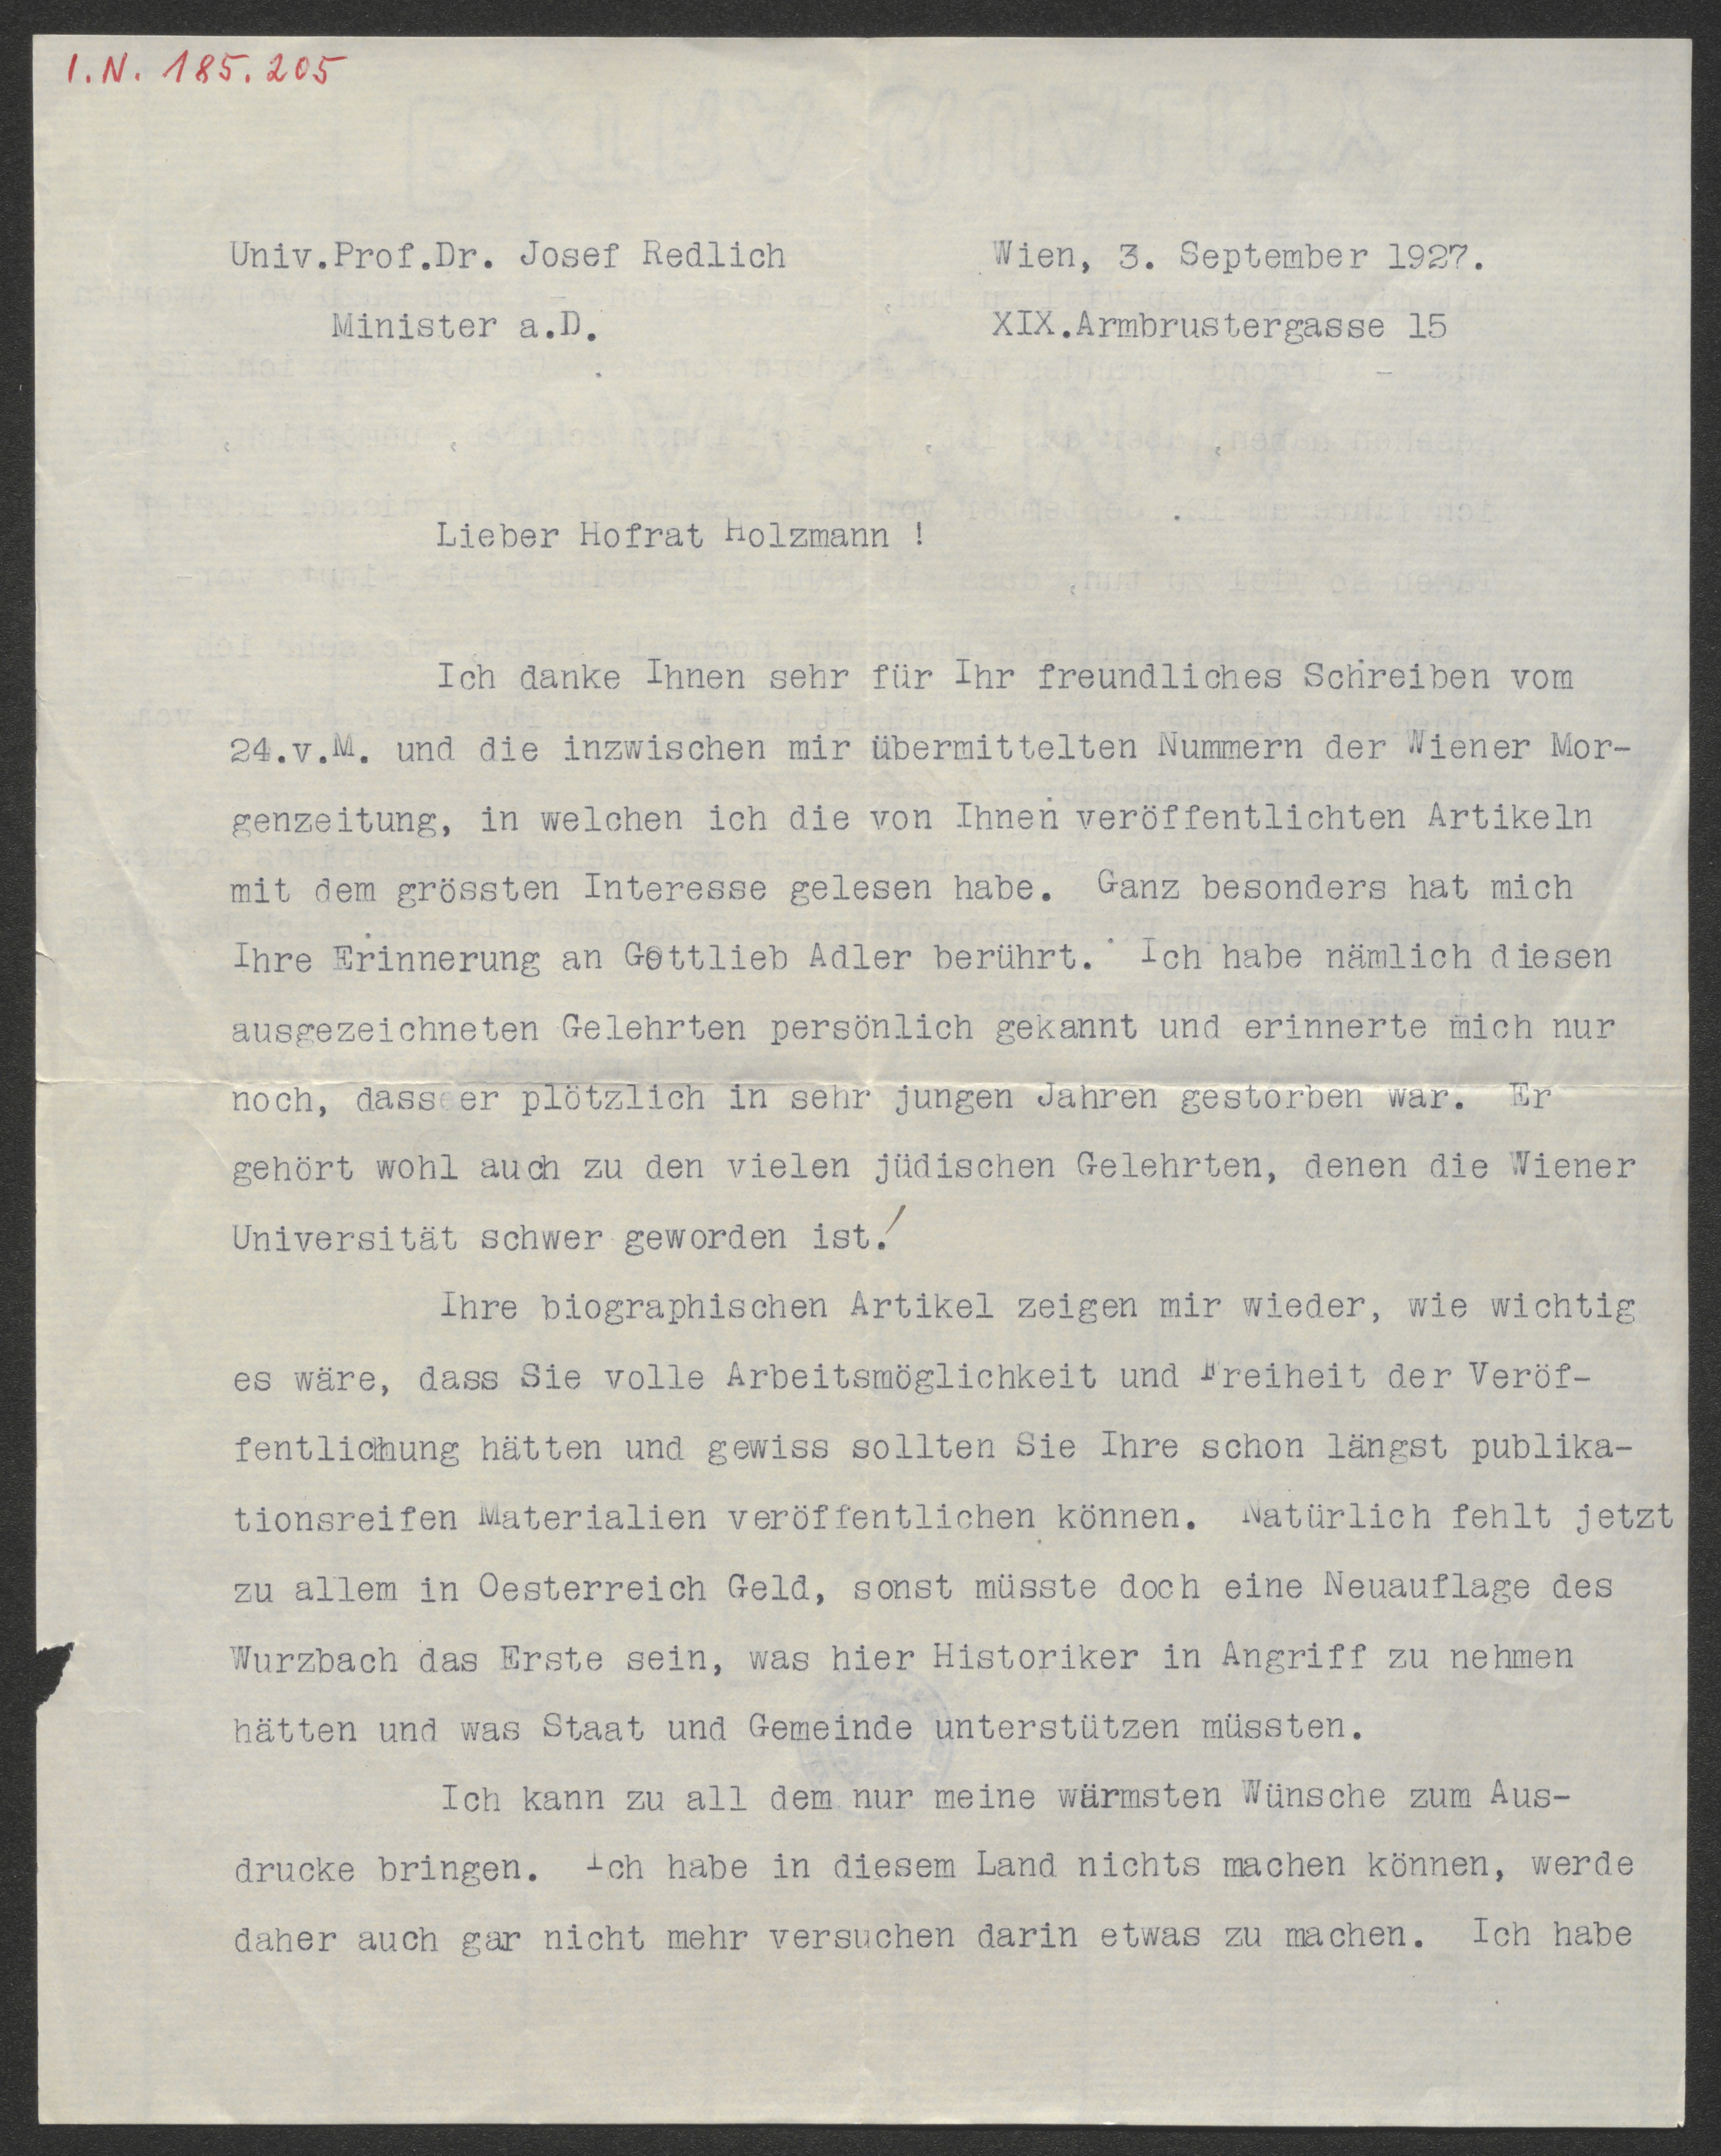 I.N. 185.205
Univ.Prof.Dr. Josef Redlich
Minister a.D.
Wien, 3. September 1927.
XIX.Armbrustergasse 15
Lieber Hofrat Holzmann !
Ich danke Ihnen sehr für Ihr freundliches Schreiben vom
24.v.M. und die inzwischen mir übermittelten Nummern der Wiener Mor-
genzeitung, in welchen ich die von Ihnen veröffentlichten Artikeln
mit dem grössten Interesse gelesen habe. Ganz besonders hat mich
Ihre Erinnerung an Gottlieb Adler berührt. Ich habe nämlich diesen
ausgezeichneten Gelehrten persönlich gekannt und erinnerte mich nur
noch, dass er plötzlich in sehr jungen Jahren gestorben war. Er
gehört wohl auch zu den vielen jüdischen Gelehrten, denen die Wiener
Universität schwer geworden ist!
Ihre biographischen Artikel zeigen mir wieder, wie wichtig
es wäre, dass Sie volle Arbeitsmöglichkeit und Freiheit der Veröf-
fentlichung hätten und gewiss sollten Sie Ihre schon längst publika-
tionsreifen Materialien veröffentlichen können. Natürlich fehlt jetzt
zu allem in Oesterreich Geld, sonst müsste doch eine Neuauflage des
Wurzbach das Erste sein, was hier Historiker in Angriff zu nehmen
hätten und was Staat und Gemeinde unterstützen müssten.
Ich kann zu all dem nur meine wärmsten Wünsche zum Aus-
drucke bringen. Ich habe in diesem Land nichts machen können, werde
daher auch gar nicht mehr versuchen darin etwas zu machen. Ich habe